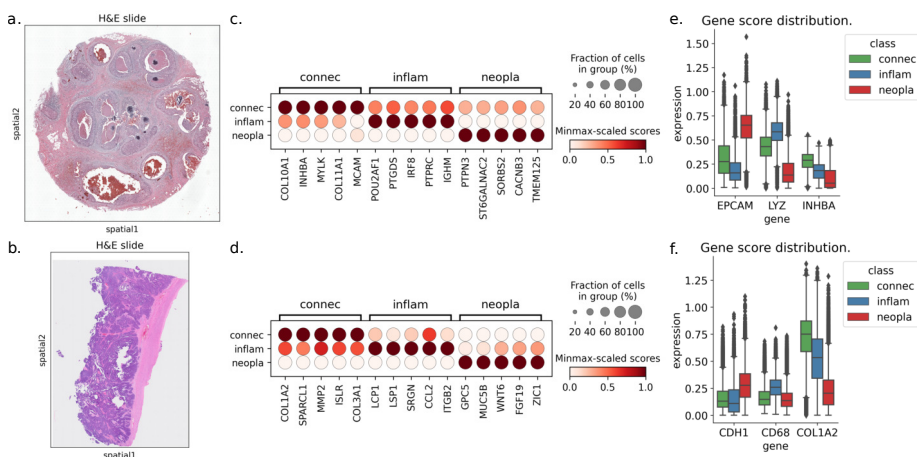 a.
H&E slide
spatial2
spatial1
b.
H&E slide
spatial2
spatial1
c.
connec inflam neopla
connec
inflam
neopla
COL10A1 INHBA MYLK COL11A1 MCAM POU2AF1 PTGDS IRF8 PTPRC IGHM PTPN3 ST6GALNAC2 SORBS2 CACNB3 TMEM125
Fraction of cells
in group (%)
20 40 60 80 100
Minmax-scaled scores
0.0 0.5 1.0
d.
connec inflam neopla
connec
inflam
neopla
COL1A2 SPARCL1 MMP2 ISLR COL3A1 LCP1 LSP1 SRGN CCL2 ITGB2 GPC5 MUC5B WNT6 FGF19 ZIC1
Fraction of cells
in group (%)
20 40 60 80 100
Minmax-scaled scores
0.0 0.5 1.0
e.
Gene score distribution.
class
connec
inflam
neopla
expression
1.50
1.25
1.00
0.75
0.50
0.25
0.00
EPCAM LYZ INHBA
gene
f.
Gene score distribution.
class
connec
inflam
neopla
expression
1.25
1.00
0.75
0.50
0.25
0.00
CDH1 CD68 COL1A2
gene